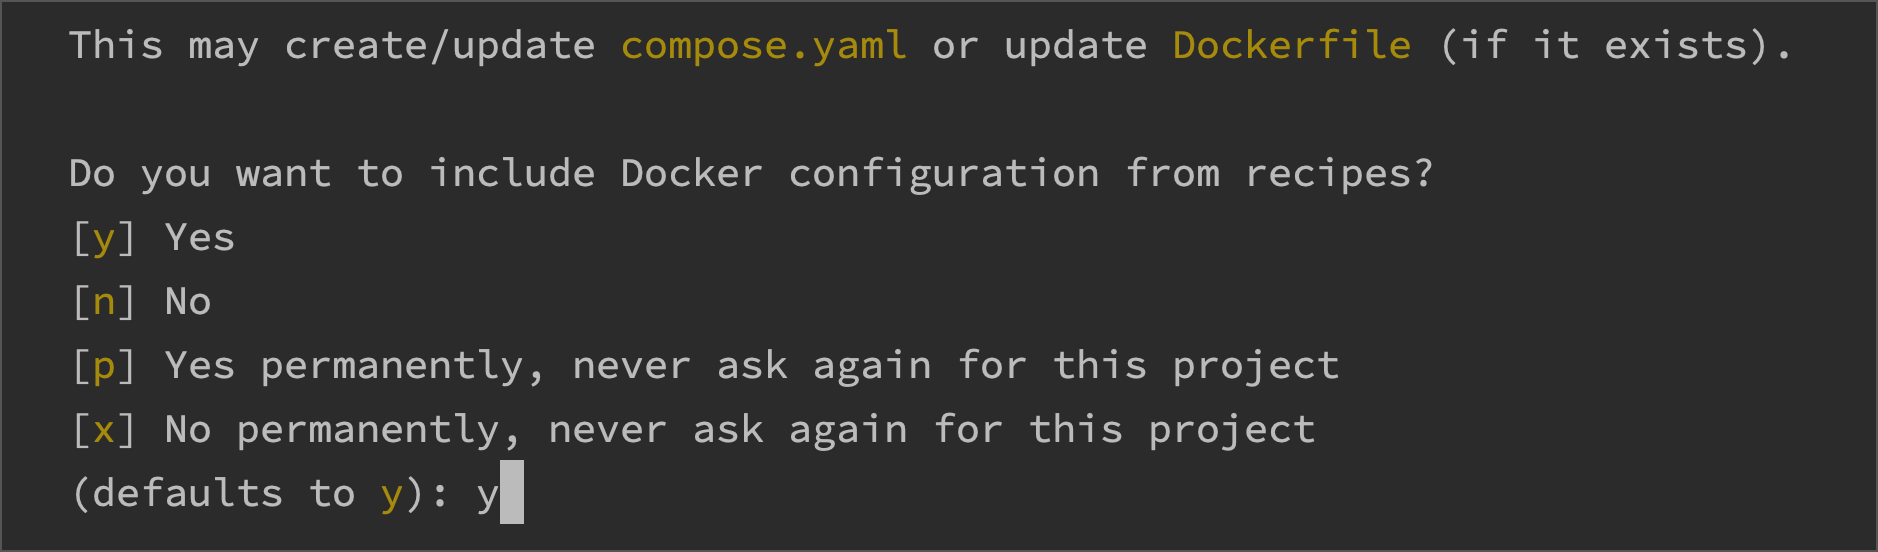 This may create/update compose.yaml or update Dockerfile (if it exists).
Do you want to include Docker configuration from recipes?
[y] Yes
[n] No
[p] Yes permanently, never ask again for this project
[x] No permanently, never ask again for this project
(defaults to y): y